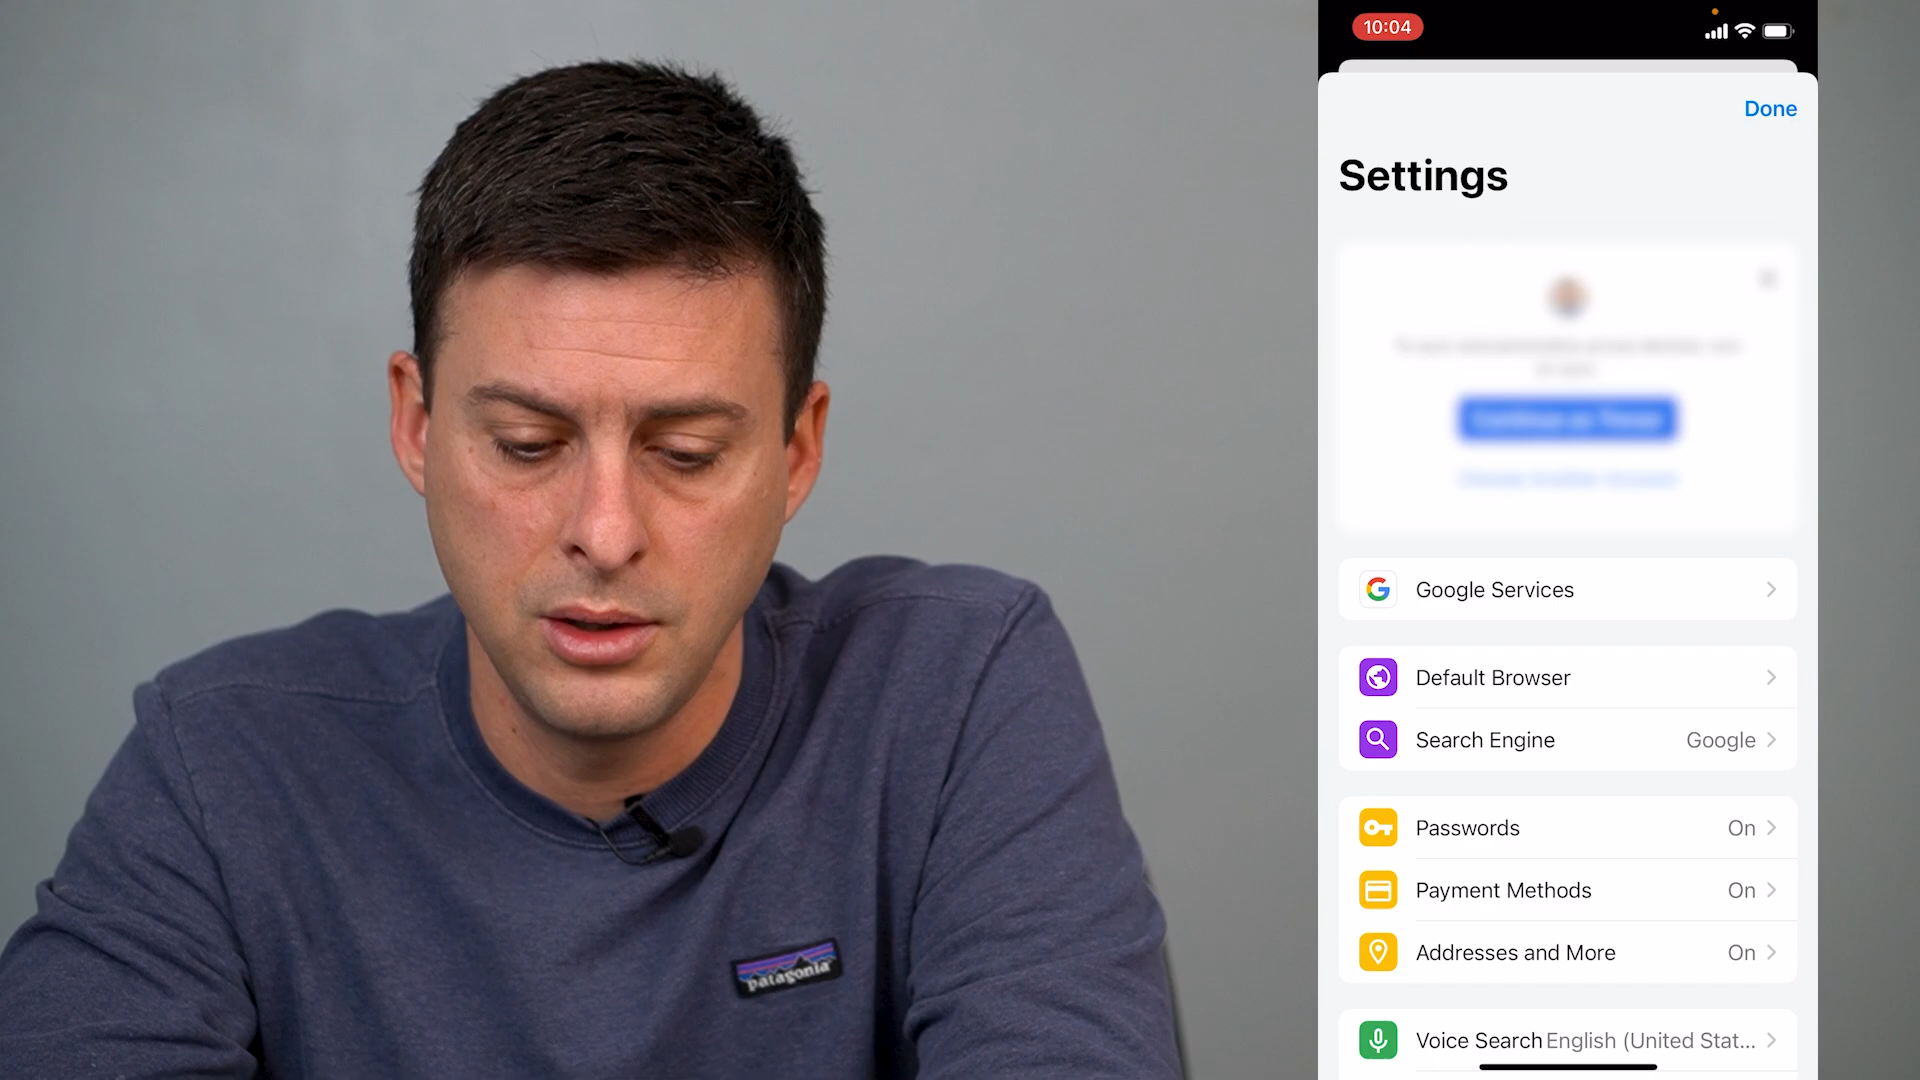 10:04
Done
Settings
Google Services
Default Browser
Search Engine Google
Passwords On
Payment Methods On
Addresses and More On
Voice Search English (United Stat...
patagonia